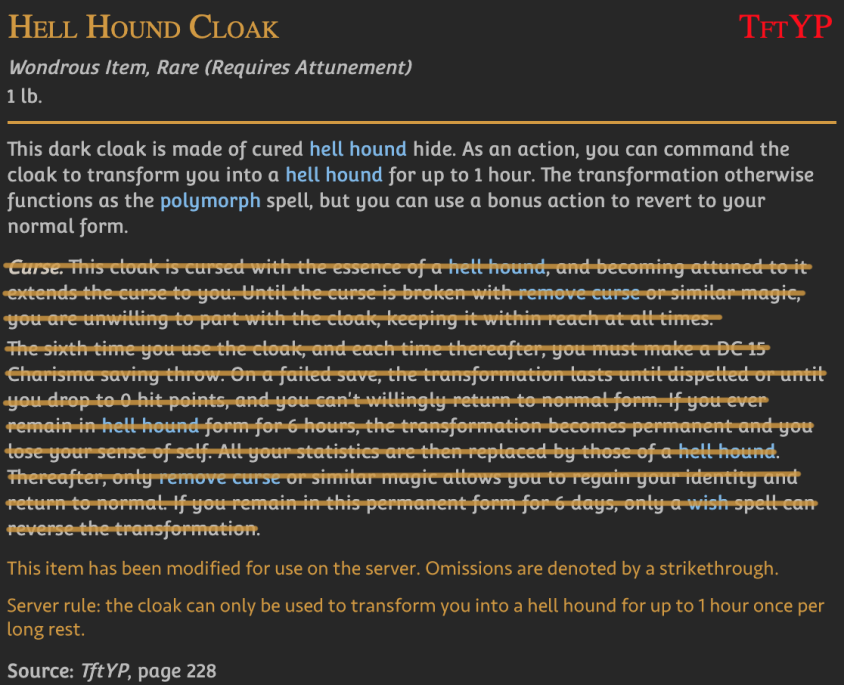 Hell Hound Cloak TftYP
Wondrous Item, Rare (Requires Attunement)
1 lb.
This dark cloak is made of cured hell hound hide. As an action, you can command the
cloak to transform you into a hell hound for up to 1 hour. The transformation otherwise
functions as the polymorph spell, but you can use a bonus action to revert to your
normal form.
Curse. This cloak is cursed with the essence of a hell hound, and becoming attuned to it
extends the curse to you. Until the curse is broken with remove curse or similar magic,
you are unwilling to part with the cloak, keeping it within reach at all times.
The sixth time you use the cloak, and each time thereafter, you must make a DC 15
Charisma saving throw. On a failed save, the transformation lasts until dispelled or until
you drop to 0 hit points, and you can't willingly return to normal form. If you ever
remain in hell hound form for 6 hours, the transformation becomes permanent and you
lose your sense of self. All your statistics are then replaced by those of a hell hound.
Thereafter, only remove curse or similar magic allows you to regain your identity and
return to normal. If you remain in this permanent form for 6 days, only a wish spell can
reverse the transformation.
This item has been modified for use on the server. Omissions are denoted by a strikethrough.
Server rule: the cloak can only be used to transform you into a hell hound for up to 1 hour once per
long rest.
Source: TftYP, page 228